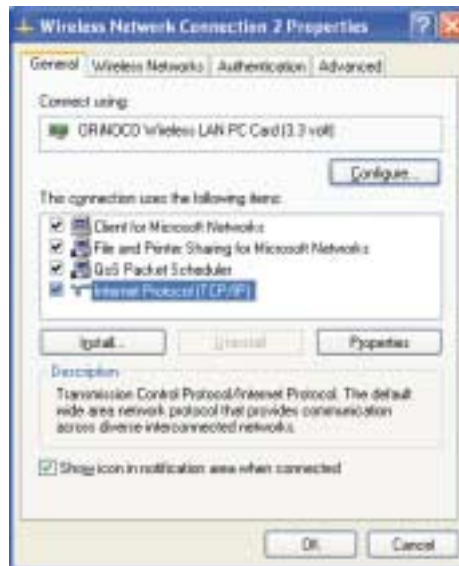 Wireless Network Connection 2 Properties
General Wireless Networks Authentication Advanced
Connect using:
ORiNOCO Wireless LAN PC Card (3.3 volt)
Configure...
This connection uses the following items:
Client for Microsoft Networks
File and Printer Sharing for Microsoft Networks
QoS Packet Scheduler
Internet Protocol (TCP/IP)
Install... Uninstall Properties
Description
Transmission Control Protocol/Internet Protocol. The default
wide area network protocol that provides communication
across diverse interconnected networks.
Show icon in notification area when connected
OK Cancel